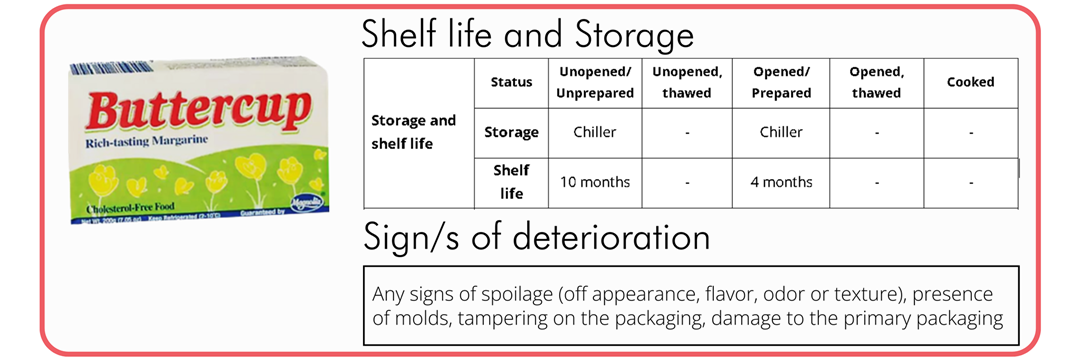 Shelf life and Storage
Buttercup
Rich-tasting Margarine
Cholesterol-Free Food
Guaranteed by
Magnolia
Net Wt. 200g (7.05 oz) Keep Refrigerated (2-10°C)
Storage and
shelf life
Status
Unopened/
Unprepared
Unopened,
thawed
Opened/
Prepared
Opened,
thawed
Cooked
Storage
Chiller
-
Chiller
-
-
Shelf
life
10 months
-
4 months
-
-
Sign/s of deterioration
Any signs of spoilage (off appearance, flavor, odor or texture), presence
of molds, tampering on the packaging, damage to the primary packaging